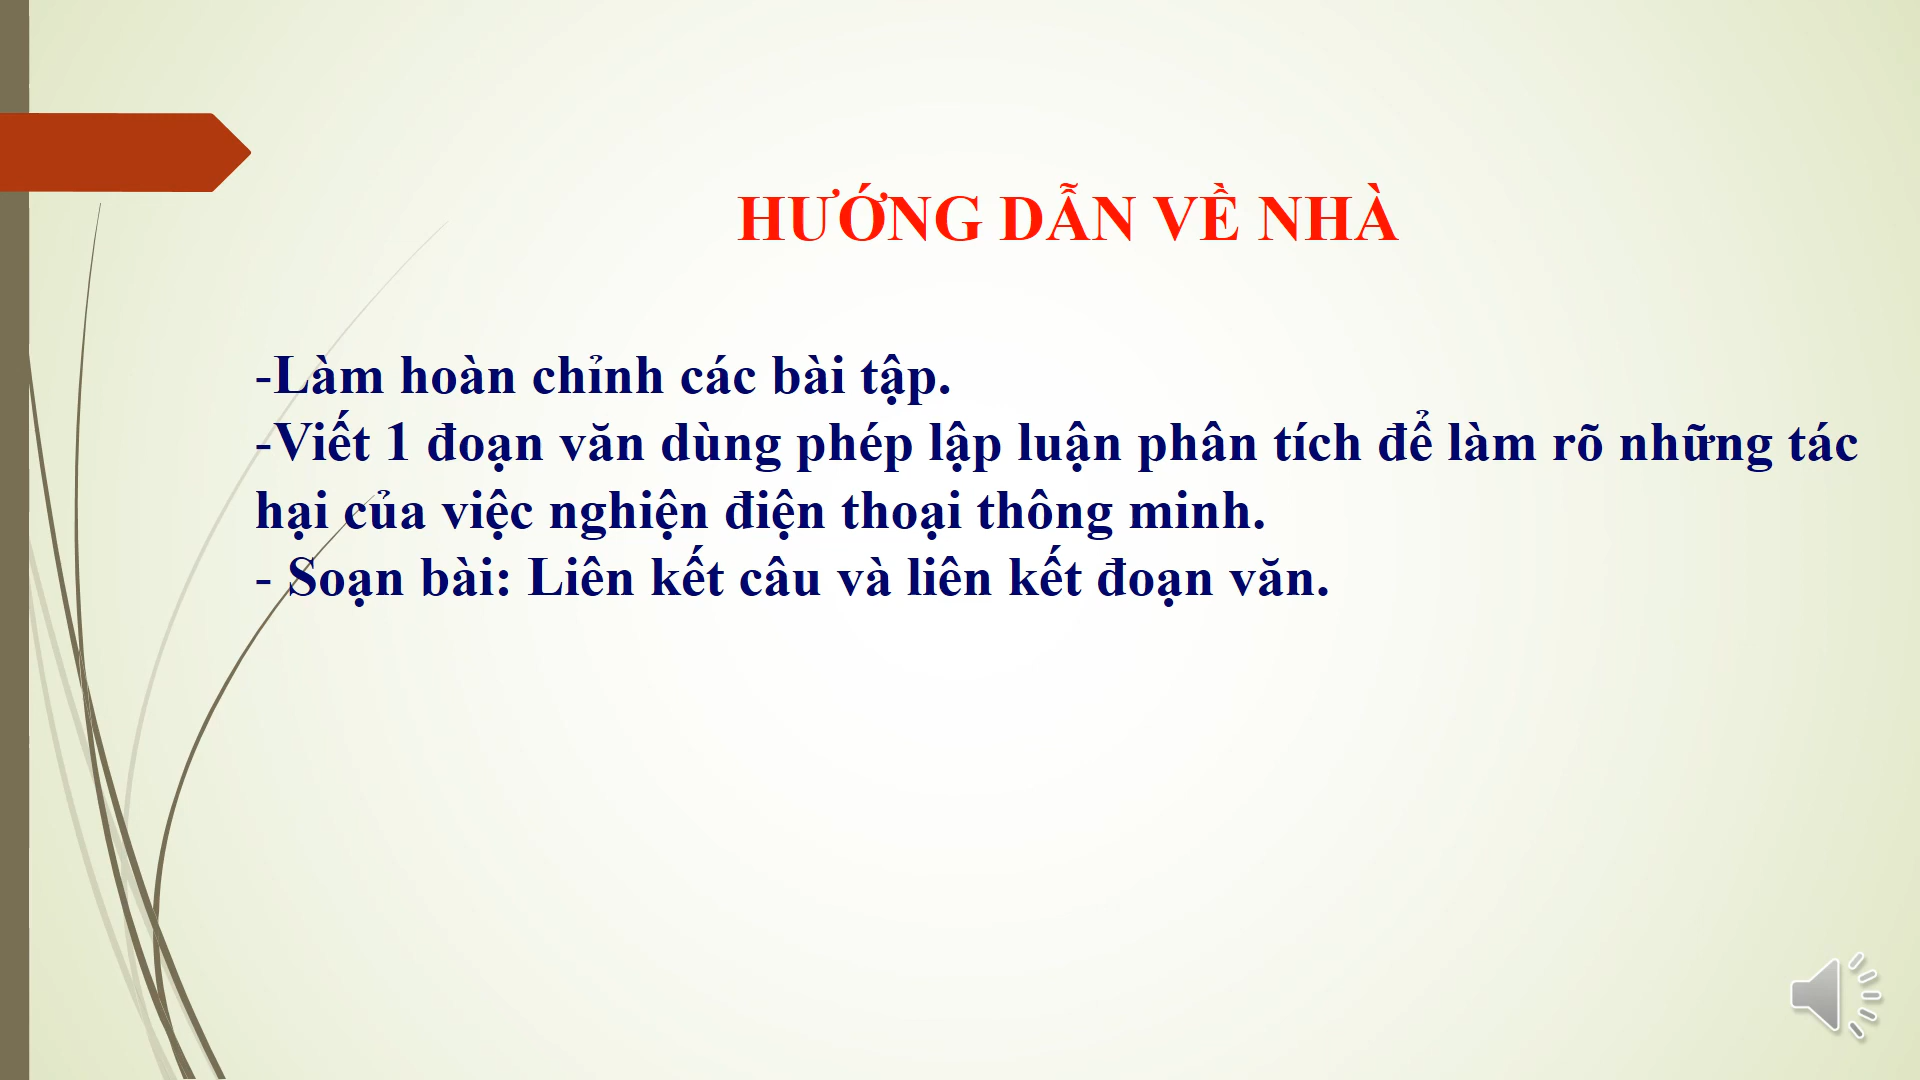 HƯỚNG DẪN VỀ NHÀ
-Làm hoàn chỉnh các bài tập.
-Viết 1 đoạn văn dùng phép lập luận phân tích để làm rõ những tác
hại của việc nghiện điện thoại thông minh.
- Soạn bài: Liên kết câu và liên kết đoạn văn.